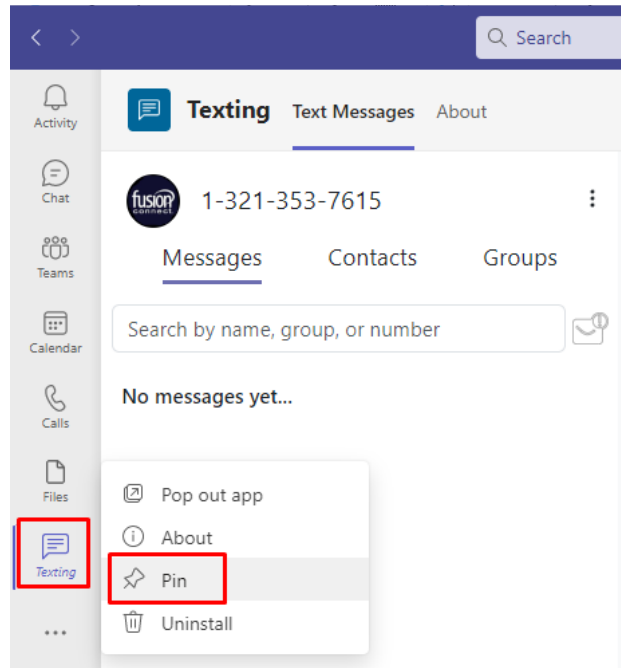 Search
Activity
Texting Text Messages About
Chat
fusion connect
1-321-353-7615
Teams
Messages Contacts Groups
Calendar
Search by name, group, or number
Calls
No messages yet...
Files
Pop out app
About
Texting
Pin
Uninstall
...